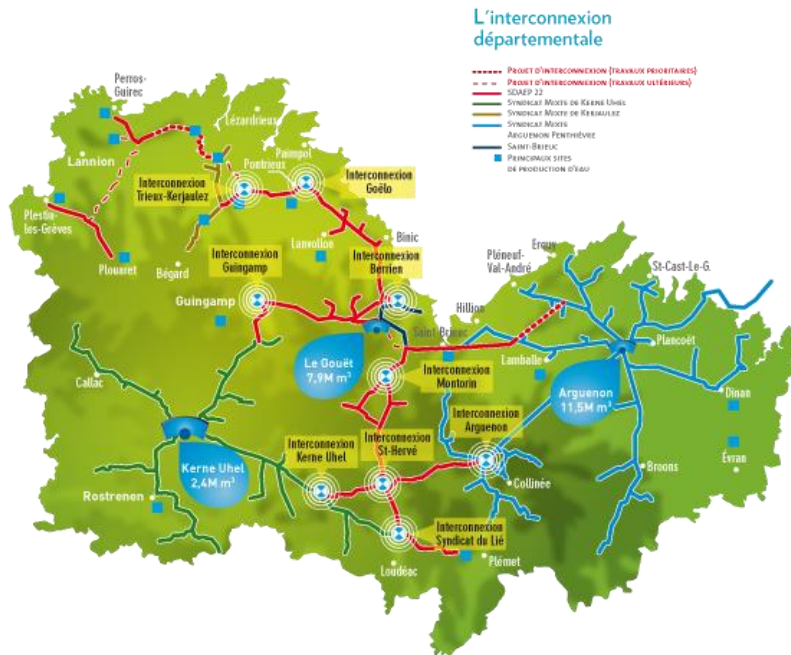 L'interconnexion
départementale
PROJET D'INTERCONNEXION (TRAVAUX PRIORITAIRES)
PROJET D'INTERCONNEXION (TRAVAUX ULTÉRIEURS)
SDAEP 22
SYNDICAT MIXTE DE KERNE UHEL
SYNDICAT MIXTE DE KERJAULEZ
SYNDICAT MIXTE
ARGUENON PENTHIÈVRE
SAINT-BRIEUC
PRINCIPAUX SITES
DE PRODUCTION D'EAU
Perros-
Guirec
Lézardrieux
Lannion
Paimpol
Pontrieux
Interconnexion
Trieux-Kerjaulez
Interconnexion
Goëlo
Plestin-
les-Grèves
Plouaret
Bégard
Lanvollon
Binic
Interconnexion
Guingamp
Interconnexion
Berrien
Guingamp
Erquy
Pléneuf-
Val-André
St-Cast-Le-G.
Hillion
Saint-Brieuc
Lamballe
Plancoët
Le Gouët
7,9M m³
Interconnexion
Montorin
Arguenon
11,5M m³
Dinan
Callac
Interconnexion
Arguenon
Interconnexion
St-Hervé
Interconnexion
Kerne Uhel
Kerne Uhel
2,4M m³
Évran
Broons
Collinée
Rostrenen
Interconnexion
Syndicat du Lié
Loudéac
Plémet